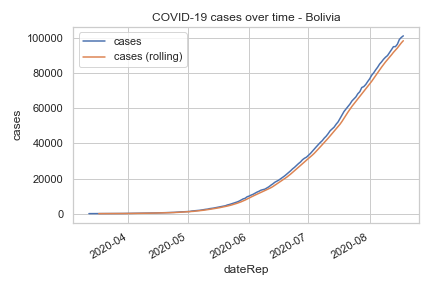 COVID-19 cases over time - Bolivia
cases
cases (rolling)
100000
80000
60000
40000
20000
0
cases
2020-04
2020-05
2020-06
2020-07
2020-08
dateRep